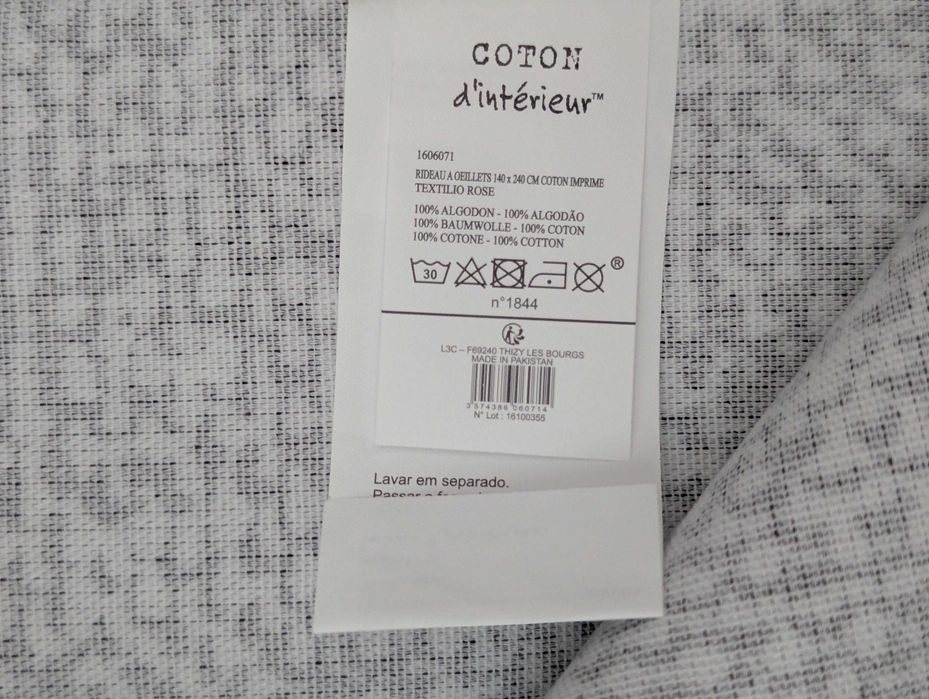 COTON
d'intérieur™
1606071
RIDEAU A OEILLETS 140 x 240 CM COTON IMPRIME
TEXTILIO ROSE
100% ALGODON - 100% ALGODÃO
100% BAUMWOLLE - 100% COTON
100% COTONE - 100% COTTON
30 ®
n°1844
L3C – F69240 THIZY LES BOURGS
MADE IN PAKISTAN
3 574386 060714
N° Lot : 16100355
Lavar em separado.
Passar o